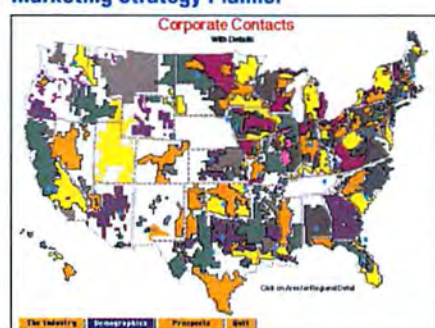 Marketing Strategy Planner
Corporate Contacts
With Details
Click on Area for Regional Detail
The Industry
Demographics
Prospects
Quit